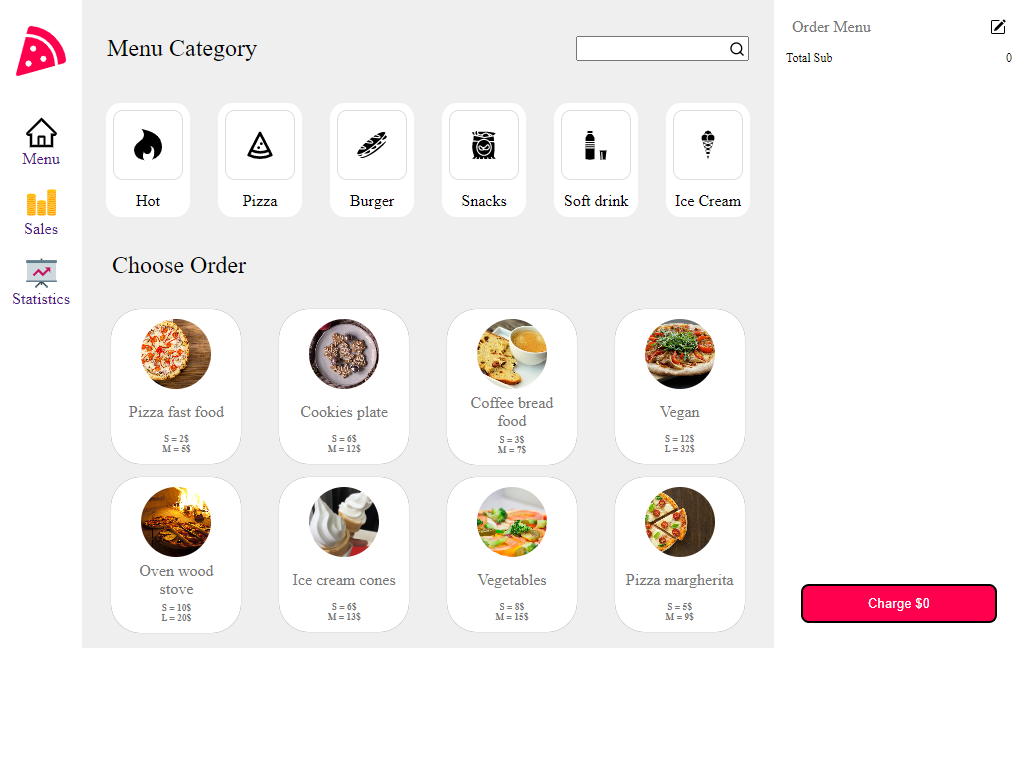 Menu
Sales
Statistics
Menu Category
Hot
Pizza
Burger
Snacks
Soft drink
Ice Cream
Choose Order
Pizza fast food
S = 2$
M = 5$
Cookies plate
S = 6$
M = 12$
Coffee bread
food
S = 3$
M = 7$
Vegan
S = 12$
L = 32$
Oven wood
stove
S = 10$
L = 20$
Ice cream cones
S = 6$
M = 13$
Vegetables
S = 8$
M = 15$
Pizza margherita
S = 5$
M = 9$
Order Menu
Total Sub 0
Charge $0